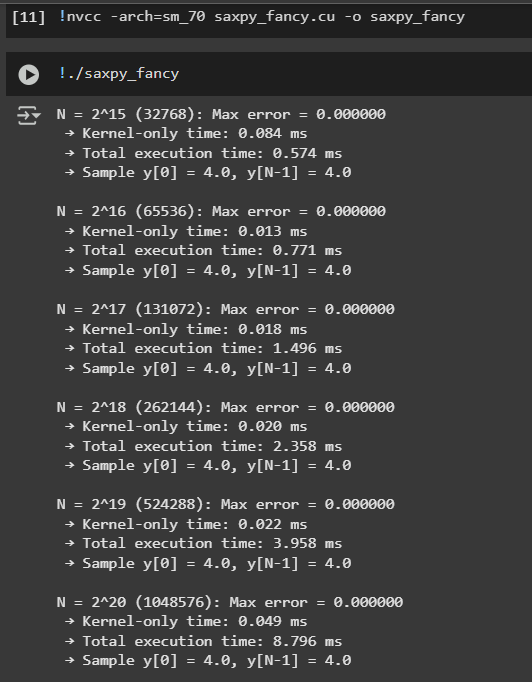 [11] !nvcc -arch=sm_70 saxpy_fancy.cu -o saxpy_fancy
!./saxpy_fancy
N = 2^15 (32768): Max error = 0.000000
→ Kernel-only time: 0.084 ms
→ Total execution time: 0.574 ms
→ Sample y[0] = 4.0, y[N-1] = 4.0
N = 2^16 (65536): Max error = 0.000000
→ Kernel-only time: 0.013 ms
→ Total execution time: 0.771 ms
→ Sample y[0] = 4.0, y[N-1] = 4.0
N = 2^17 (131072): Max error = 0.000000
→ Kernel-only time: 0.018 ms
→ Total execution time: 1.496 ms
→ Sample y[0] = 4.0, y[N-1] = 4.0
N = 2^18 (262144): Max error = 0.000000
→ Kernel-only time: 0.020 ms
→ Total execution time: 2.358 ms
→ Sample y[0] = 4.0, y[N-1] = 4.0
N = 2^19 (524288): Max error = 0.000000
→ Kernel-only time: 0.022 ms
→ Total execution time: 3.958 ms
→ Sample y[0] = 4.0, y[N-1] = 4.0
N = 2^20 (1048576): Max error = 0.000000
→ Kernel-only time: 0.049 ms
→ Total execution time: 8.796 ms
→ Sample y[0] = 4.0, y[N-1] = 4.0